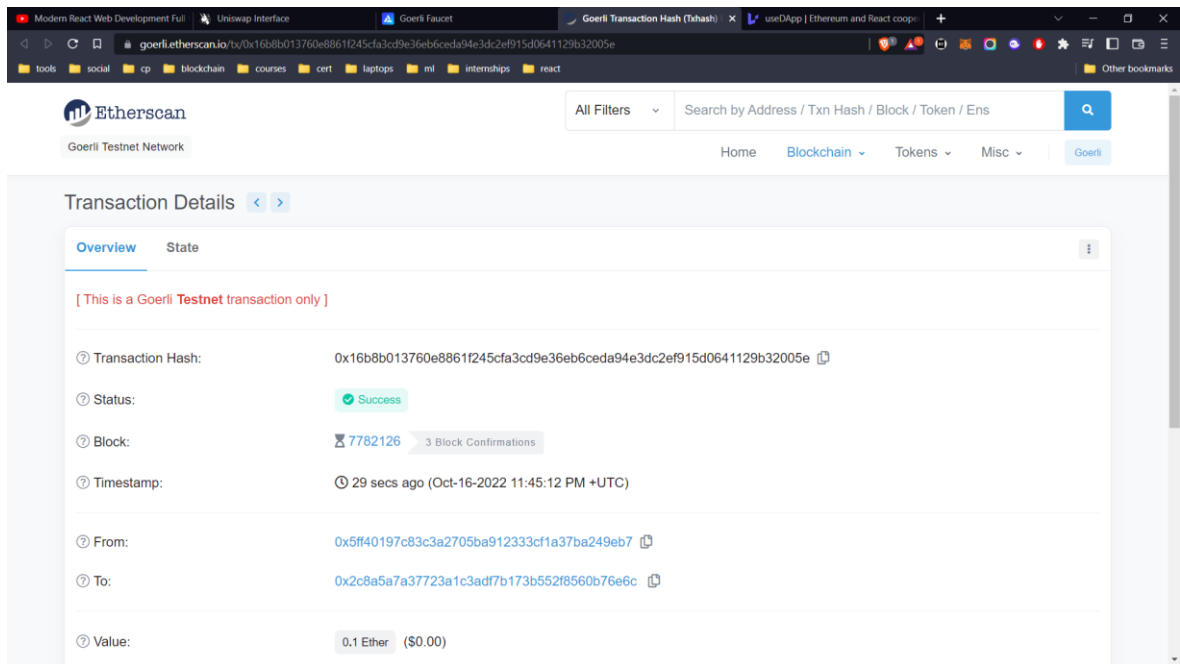 Modern React Web Development Full
Uniswap Interface
Goerli Faucet
Goerli Transaction Hash (Txhash)
useDApp | Ethereum and React coope
goerli.etherscan.io/tx/0x16b8b013760e8861f245cfa3cd9e36eb6ceda94e3dc2ef915d0641129b32005e
tools social cp blockchain courses cert laptops ml internships react Other bookmarks
Etherscan
All Filters Search by Address / Txn Hash / Block / Token / Ens
Goerli Testnet Network
Home Blockchain Tokens Misc Goerli
Transaction Details
Overview State
[ This is a Goerli Testnet transaction only ]
Transaction Hash: 0x16b8b013760e8861f245cfa3cd9e36eb6ceda94e3dc2ef915d0641129b32005e
Status: Success
Block: 7782126 3 Block Confirmations
Timestamp: 29 secs ago (Oct-16-2022 11:45:12 PM +UTC)
From: 0x5ff40197c83c3a2705ba912333cf1a37ba249eb7
To: 0x2c8a5a7a37723a1c3adf7b173b552f8560b76e6c
Value: 0.1 Ether ($0.00)